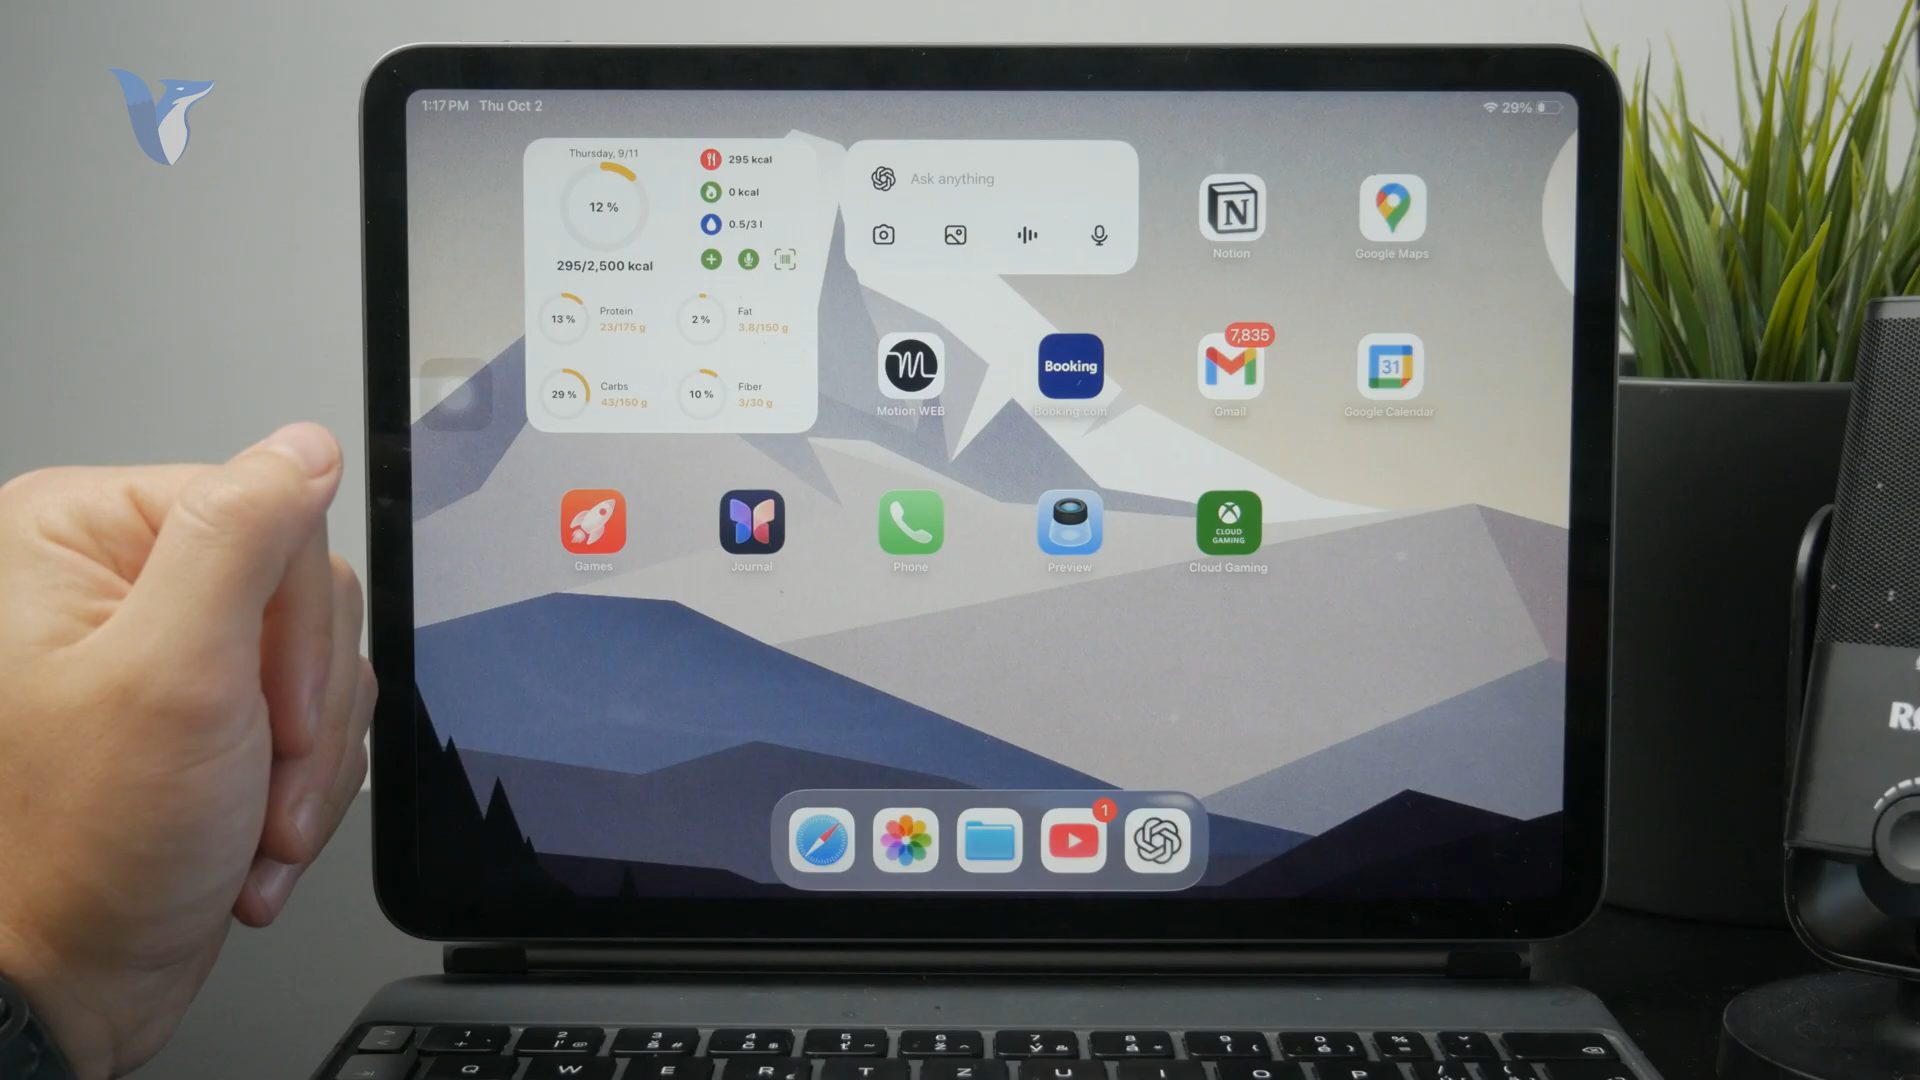 1:17 PM Thu Oct 2
29%
Thursday, 9/11
12 %
295/2,500 kcal
295 kcal
0 kcal
0.5/3 l
13 %
Protein
23/175 g
2 %
Fat
3.8/150 g
29 %
Carbs
43/150 g
10 %
Fiber
3/30 g
Ask anything
Notion
Google Maps
Motion WEB
Booking
Booking.com
7,835
Gmail
31
Google Calendar
Games
Journal
Phone
Preview
CLOUD
GAMING
Cloud Gaming
1
Q W E R T Z U I O P